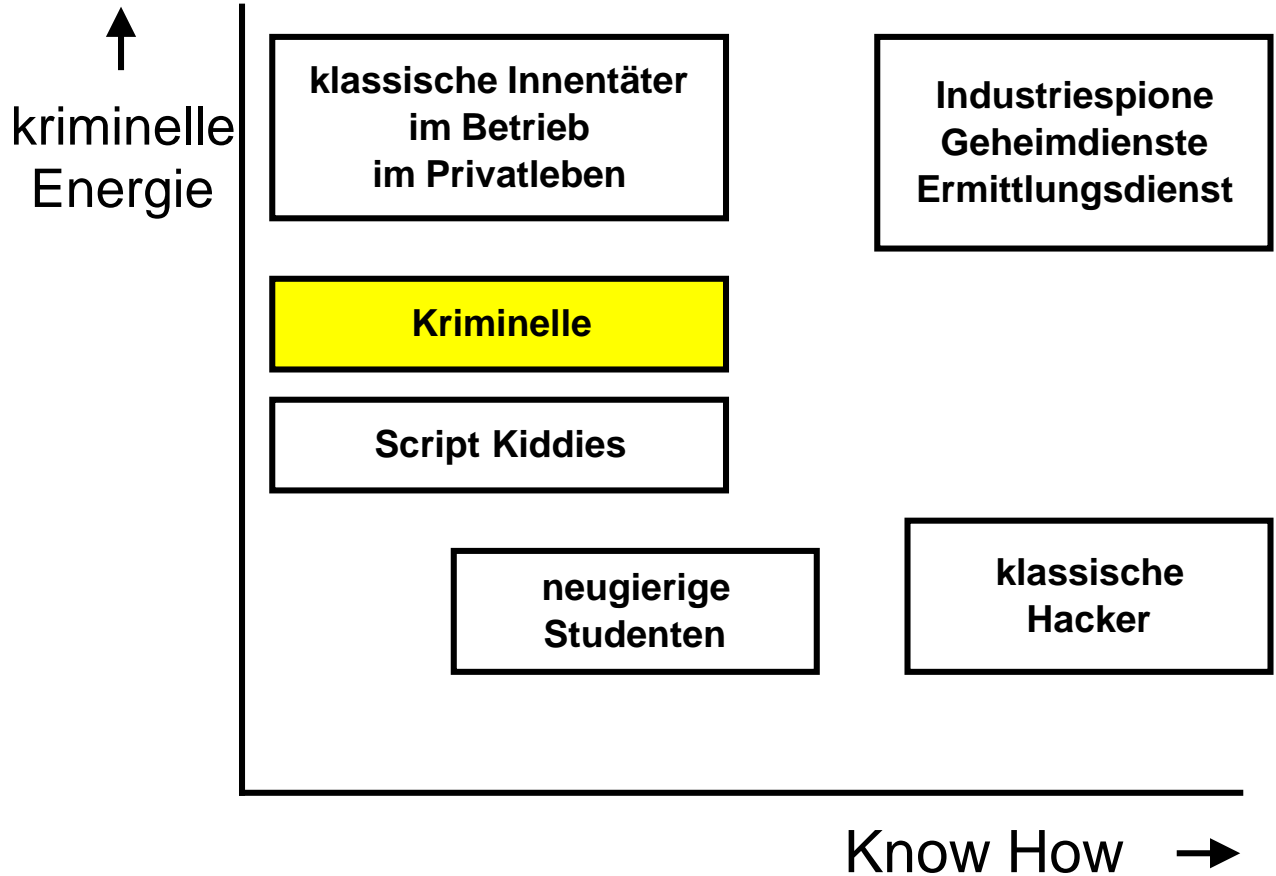 kriminelle
Energie
klassische Innentäter
im Betrieb
im Privatleben
Industriespione
Geheimdienste
Ermittlungsdienst
Kriminelle
Script Kiddies
neugierige
Studenten
klassische
Hacker
Know How